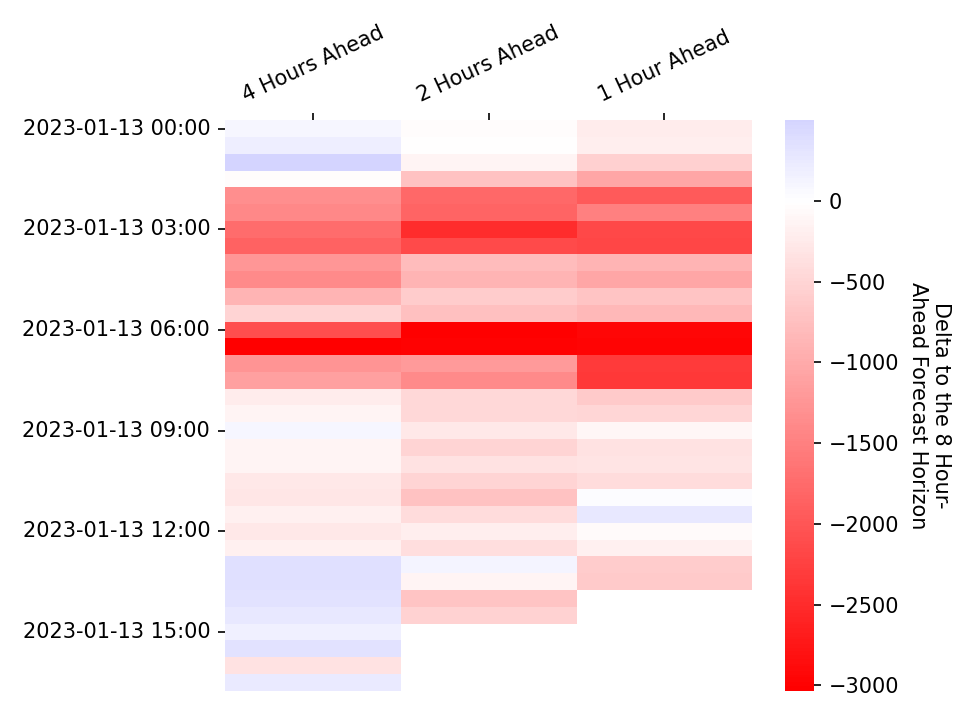 4 Hours Ahead
2 Hours Ahead
1 Hour Ahead
2023-01-13 00:00
2023-01-13 03:00
2023-01-13 06:00
2023-01-13 09:00
2023-01-13 12:00
2023-01-13 15:00
0
−500
−1000
−1500
−2000
−2500
−3000
Delta to the 8 Hour-
Ahead Forecast Horizon